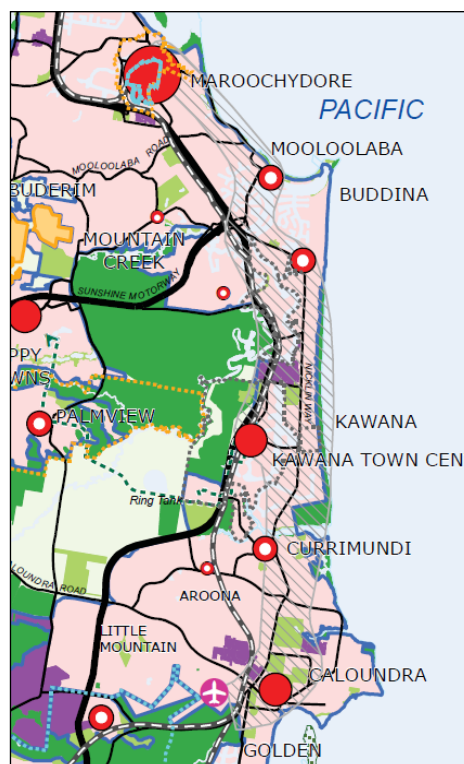 MAROOCHYDORE
PACIFIC
MOOLOOLABA ROAD
MOOLOOLABA
BUDERIM
BUDDINA
MOUNTAIN
CREEK
SUNSHINE MOTORWAY
PPY
WNS
NICKLIN WAY
PALMVIEW
KAWANA
KAWANA TOWN CEN
Ring Tank
CURRIMUNDI
LOUNDRA ROAD
AROONA
LITTLE
MOUNTAIN
CALOUNDRA
GOLDEN